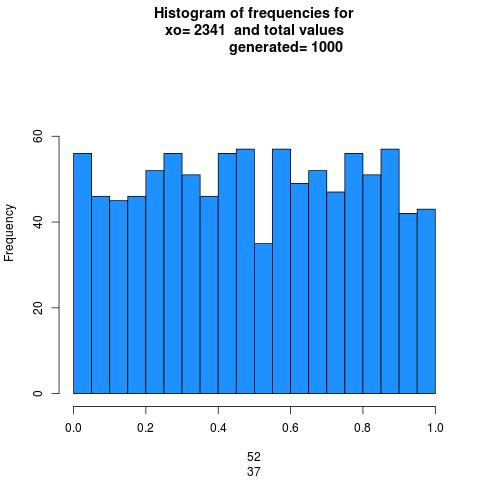 Histogram of frequencies for
xo= 2341  and total values
generated= 1000
Frequency
60
40
20
0
0.0 0.2 0.4 0.6 0.8 1.0
52
37